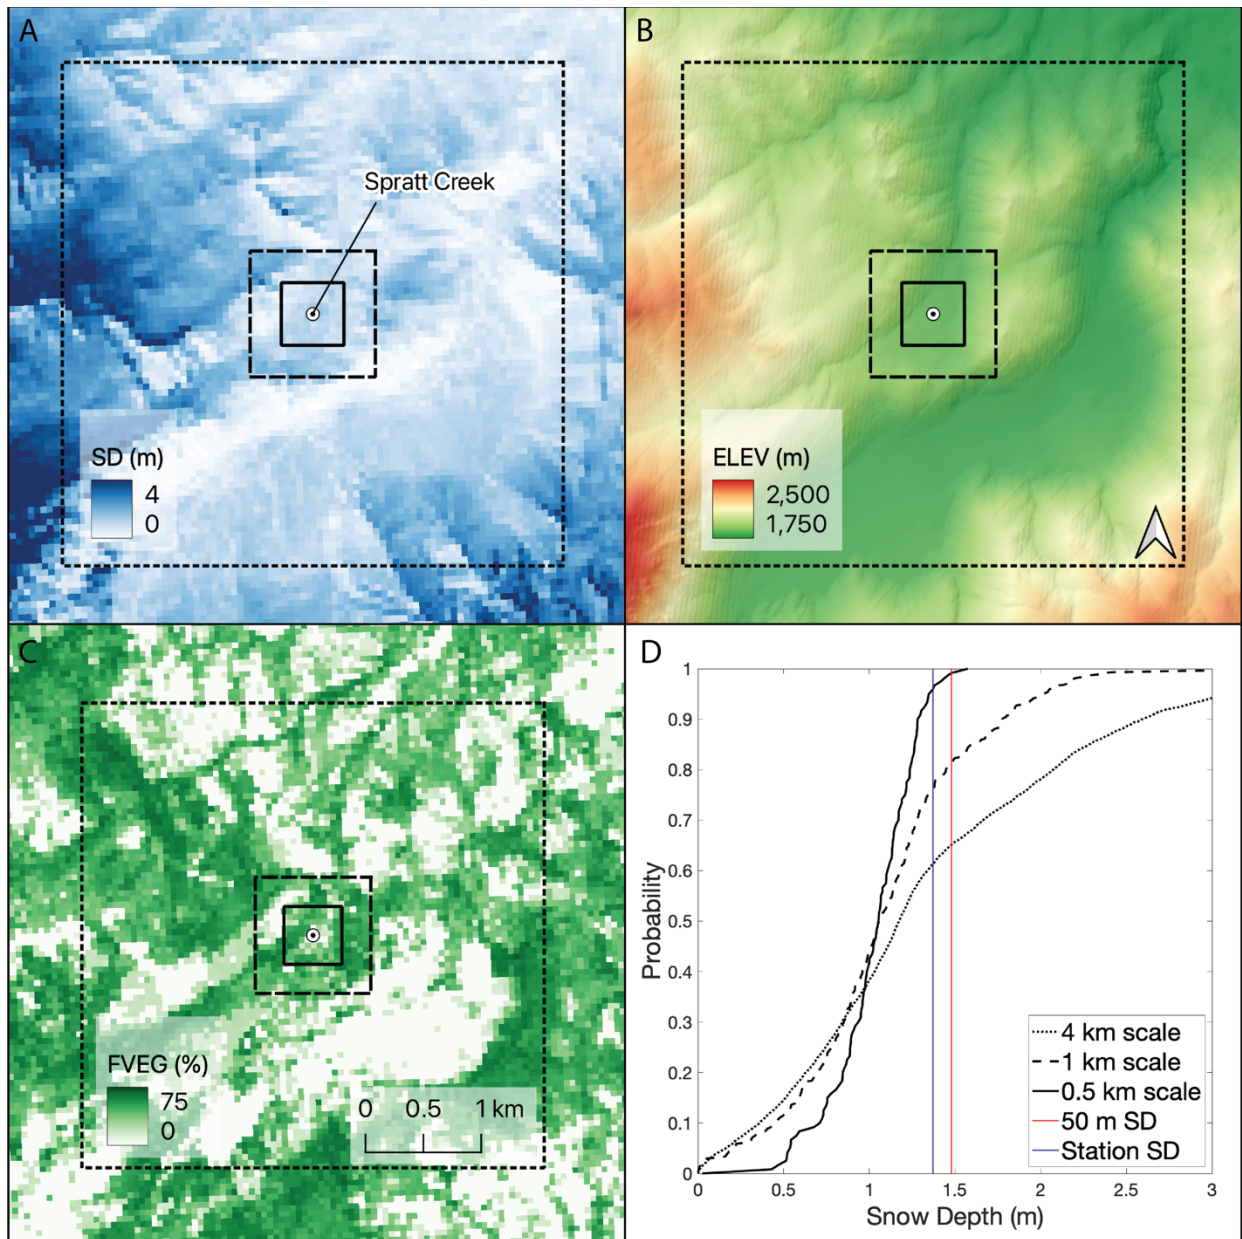 A
Spratt Creek
SD (m)
4
0
B
ELEV (m)
2,500
1,750
C
FVEG (%)
75
0
0 0.5 1 km
D
1
0.9
0.8
0.7
0.6
0.5
0.4
0.3
0.2
0.1
0
Probability
4 km scale
1 km scale
0.5 km scale
50 m SD
Station SD
0 0.5 1 1.5 2 2.5 3
Snow Depth (m)